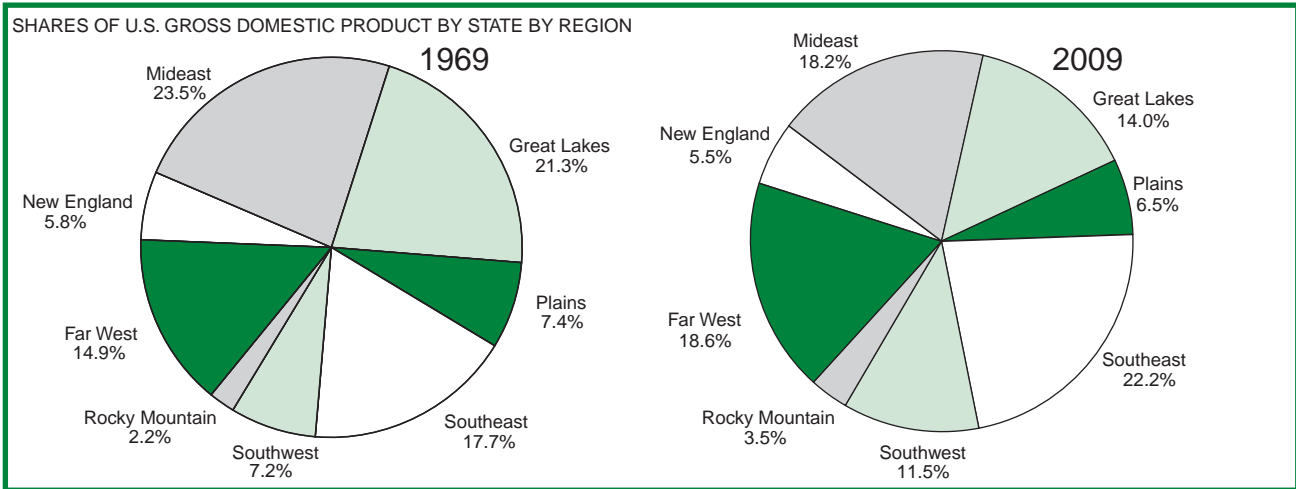 SHARES OF U.S. GROSS DOMESTIC PRODUCT BY STATE BY REGION
1969
Mideast
23.5%
Great Lakes
21.3%
New England
5.8%
Plains
7.4%
Far West
14.9%
Rocky Mountain
2.2%
Southwest
7.2%
Southeast
17.7%
2009
Mideast
18.2%
Great Lakes
14.0%
New England
5.5%
Plains
6.5%
Far West
18.6%
Southeast
22.2%
Rocky Mountain
3.5%
Southwest
11.5%